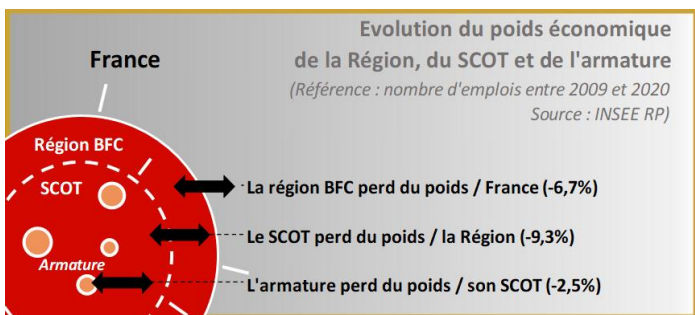 Evolution du poids économique
de la Région, du SCOT et de l'armature
(Référence : nombre d'emplois entre 2009 et 2020
Source : INSEE RP)
France
Région BFC
SCOT
Armature
La région BFC perd du poids / France (-6,7%)
Le SCOT perd du poids / la Région (-9,3%)
L'armature perd du poids / son SCOT (-2,5%)